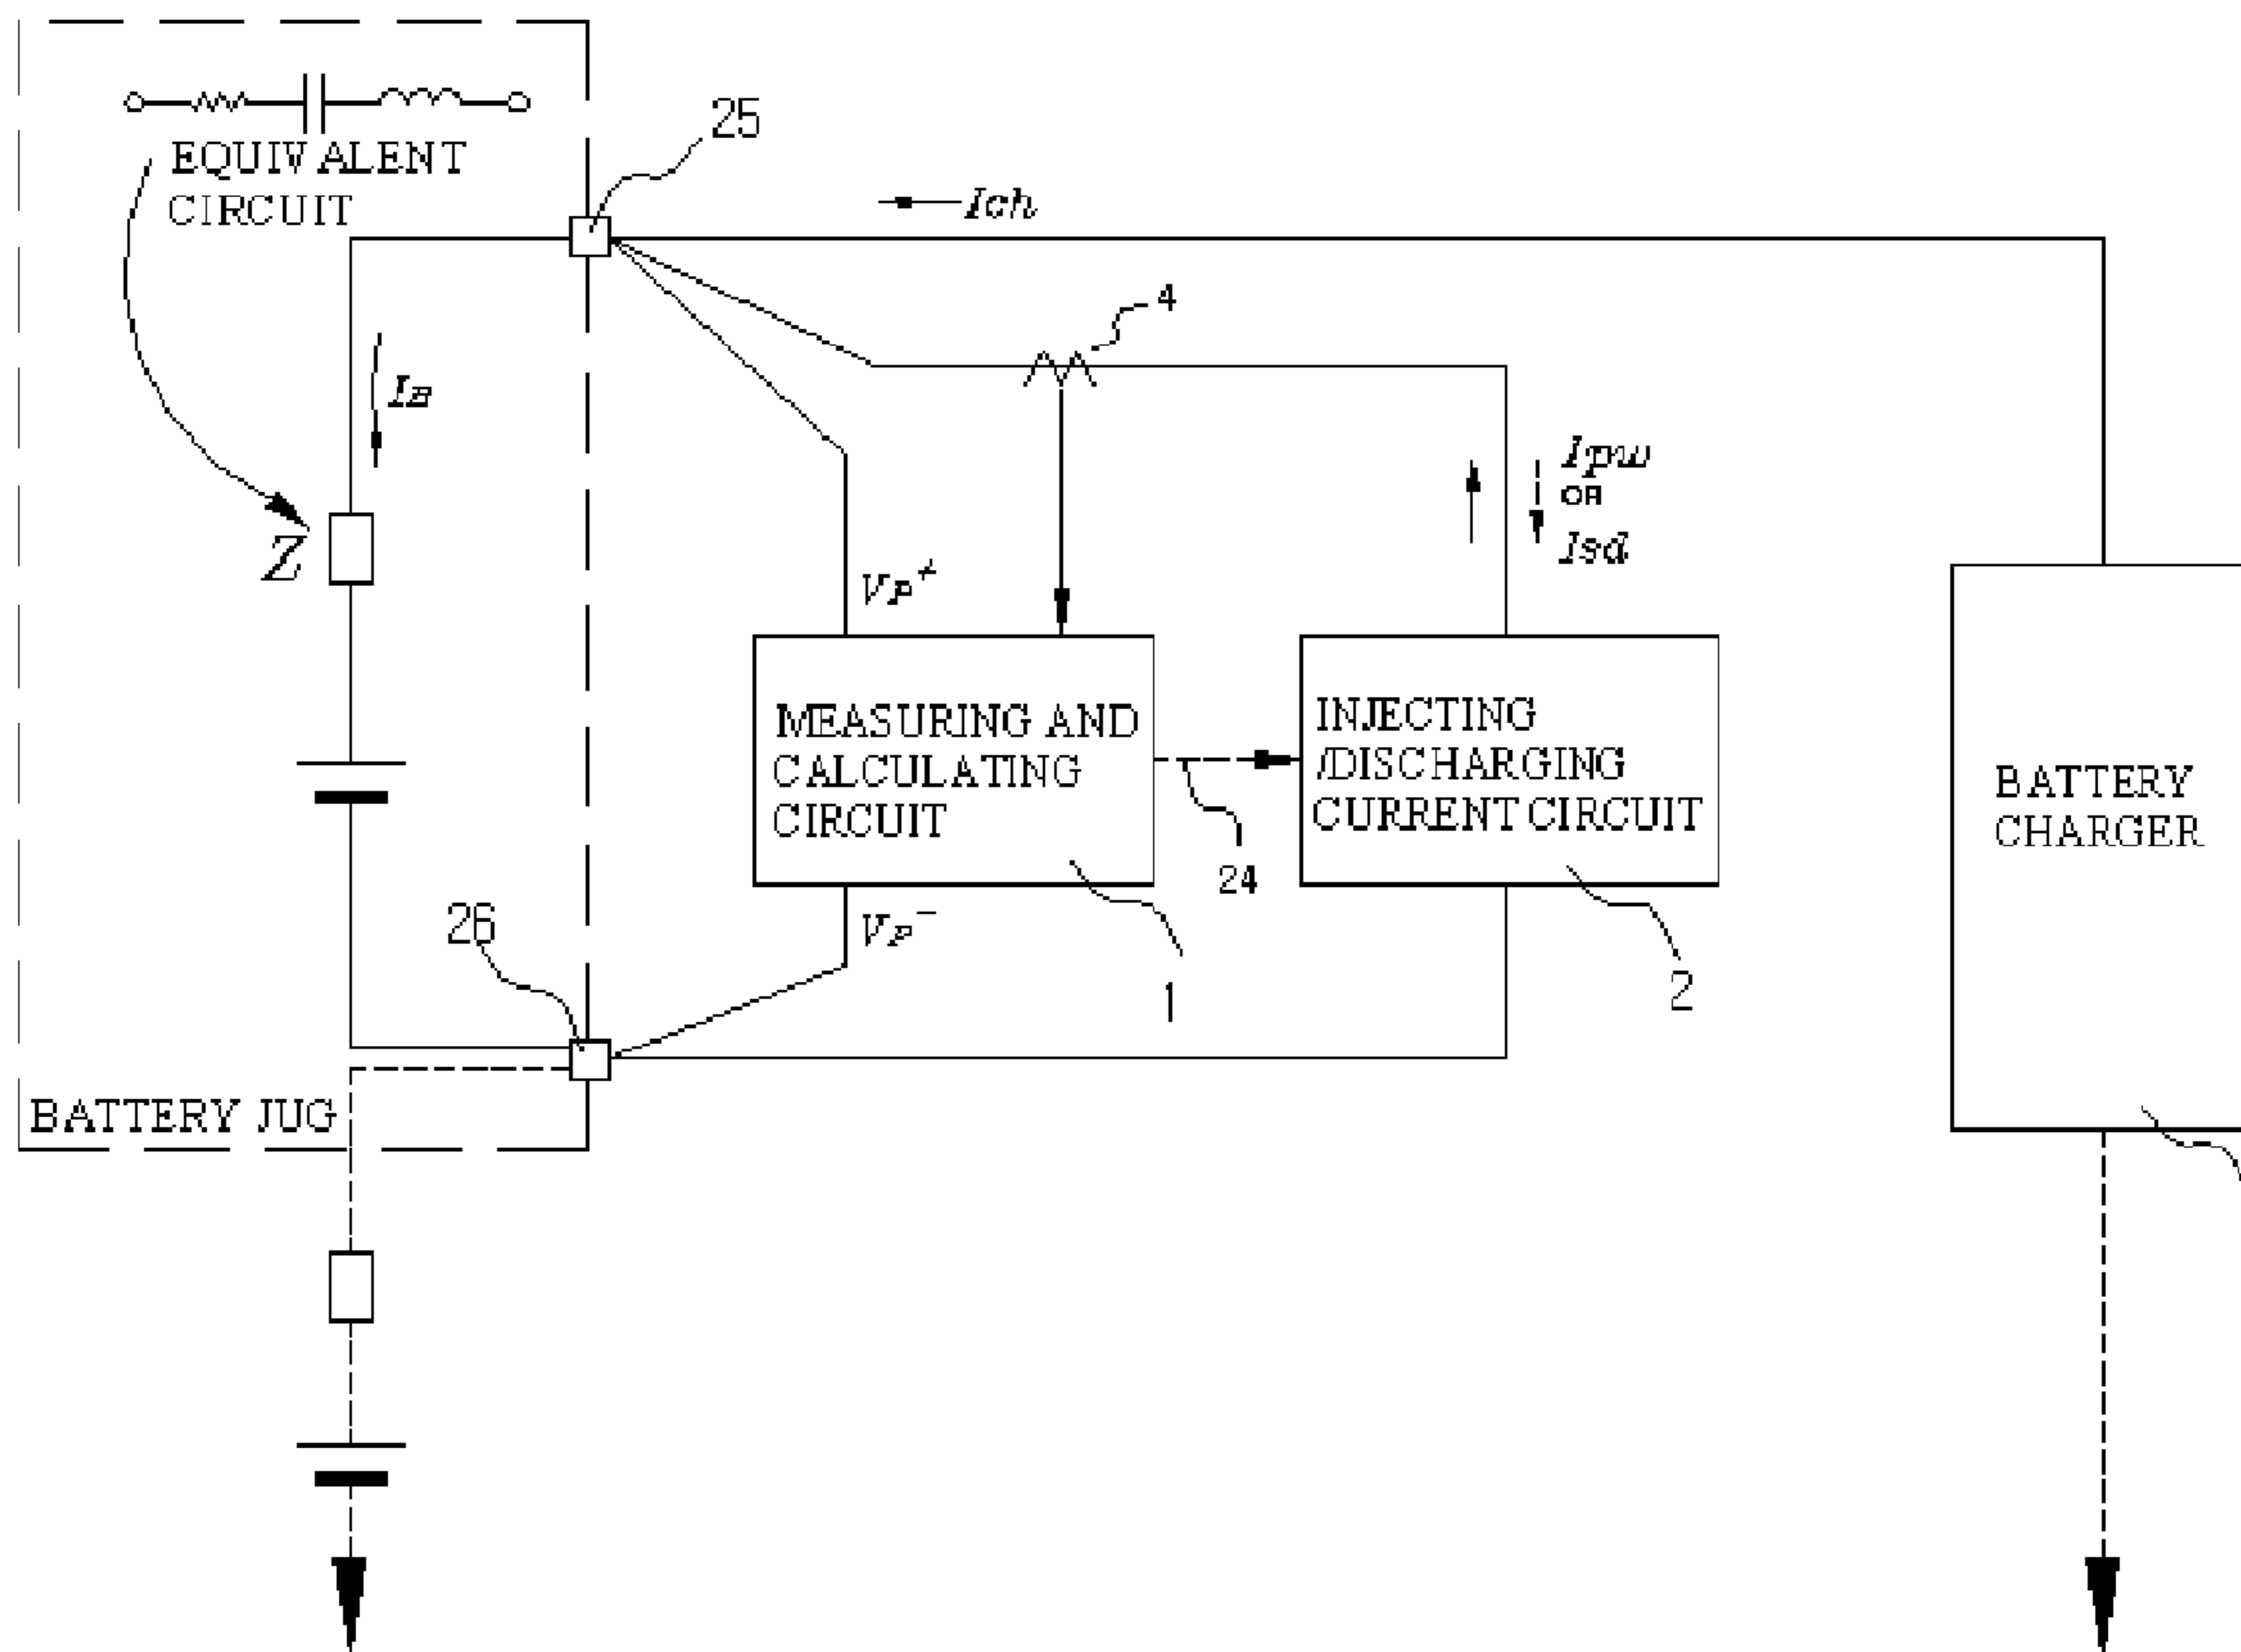 EQUIVALENT
CIRCUIT
25
Ich
4
IB
Z
Ipw
OR
Isd
VP+
MEASURING AND
CALCULATING
CIRCUIT
INJECTING
/DISCHARGING
CURRENT CIRCUIT
BATTERY
CHARGER
24
26
VP−
1
2
BATTERY JUG